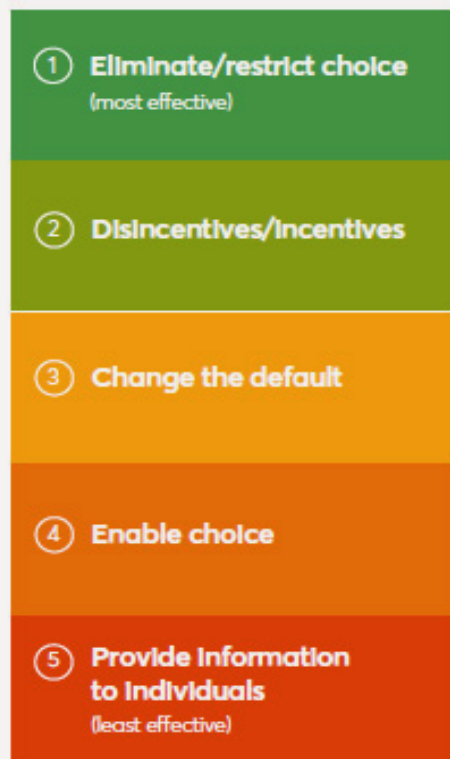 1 Eliminate/restrict choice
(most effective)
2 Disincentives/Incentives
3 Change the default
4 Enable choice
5 Provide Information
to Individuals
(least effective)